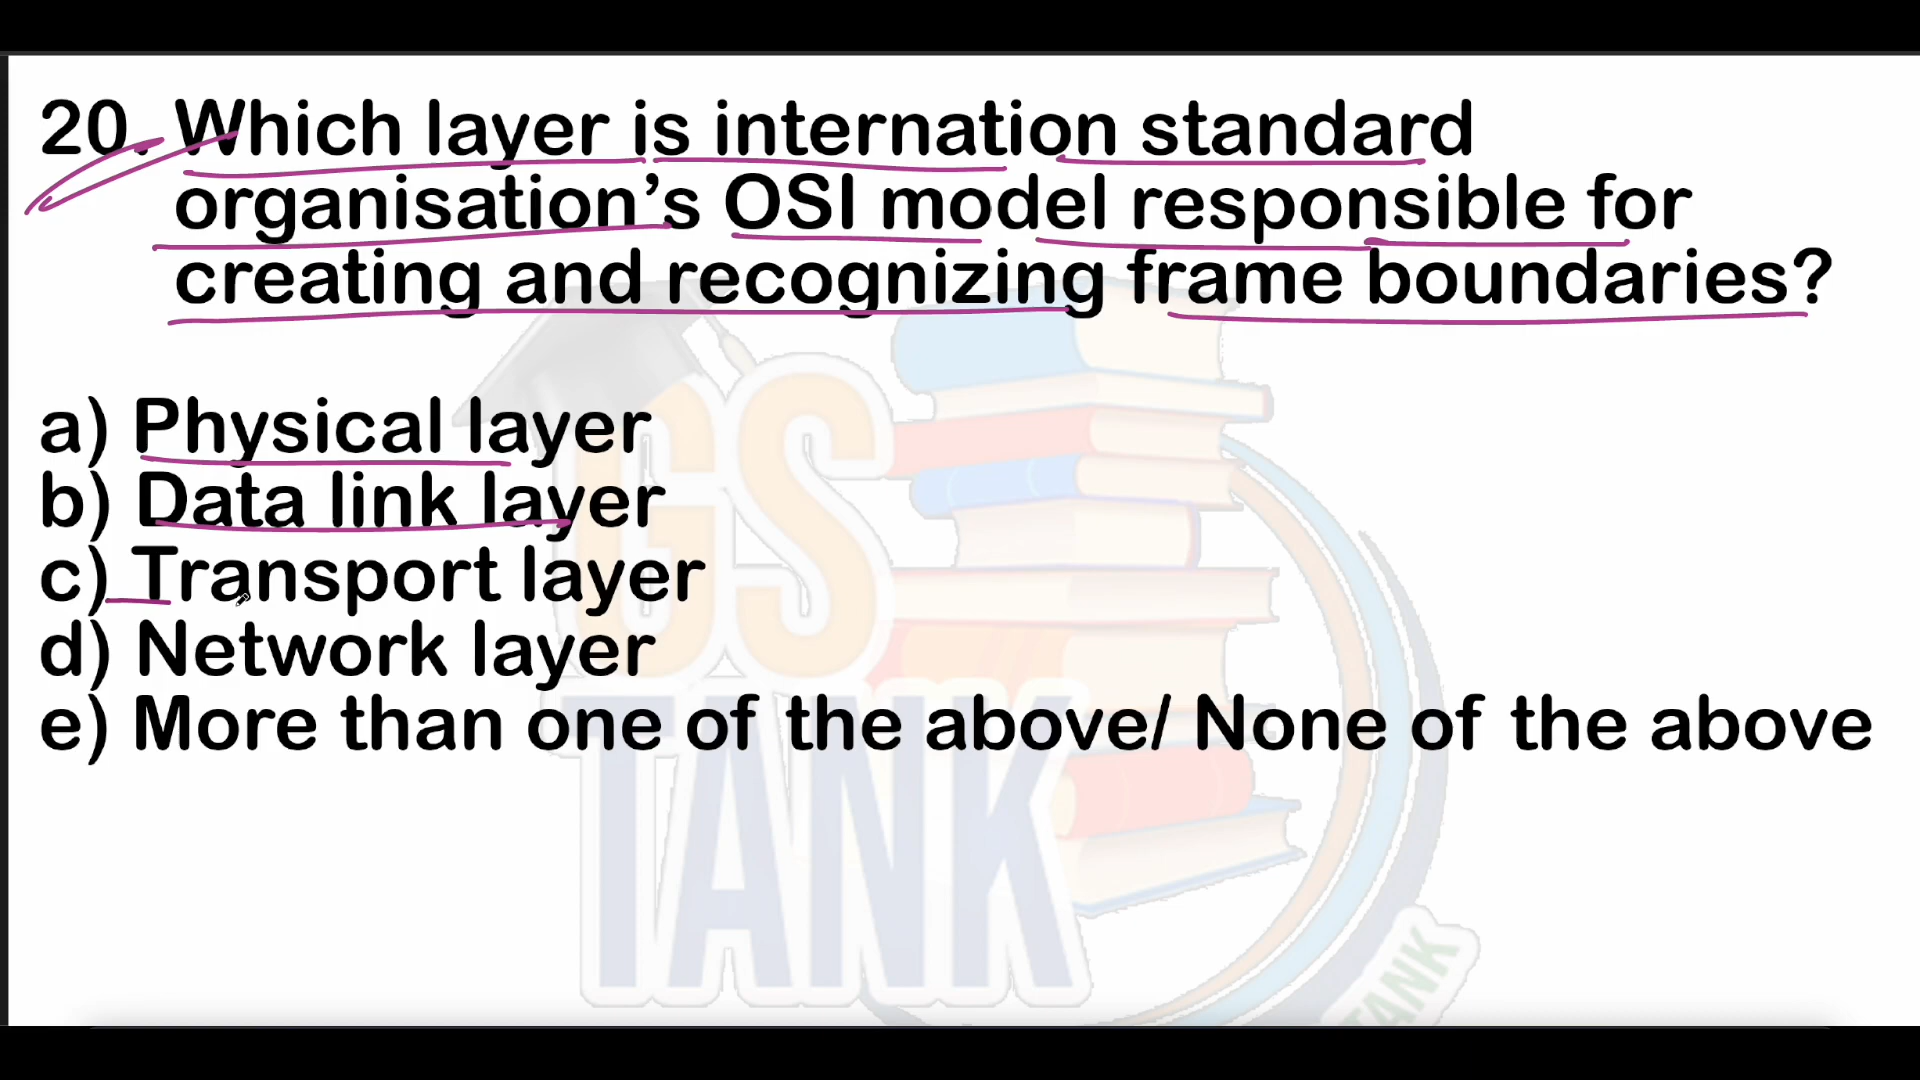 20. Which layer is internation standard
organisation’s OSI model responsible for
creating and recognizing frame boundaries?
a) Physical layer
b) Data link layer
c) Transport layer
d) Network layer
e) More than one of the above/ None of the above
GS
TANK
TANK